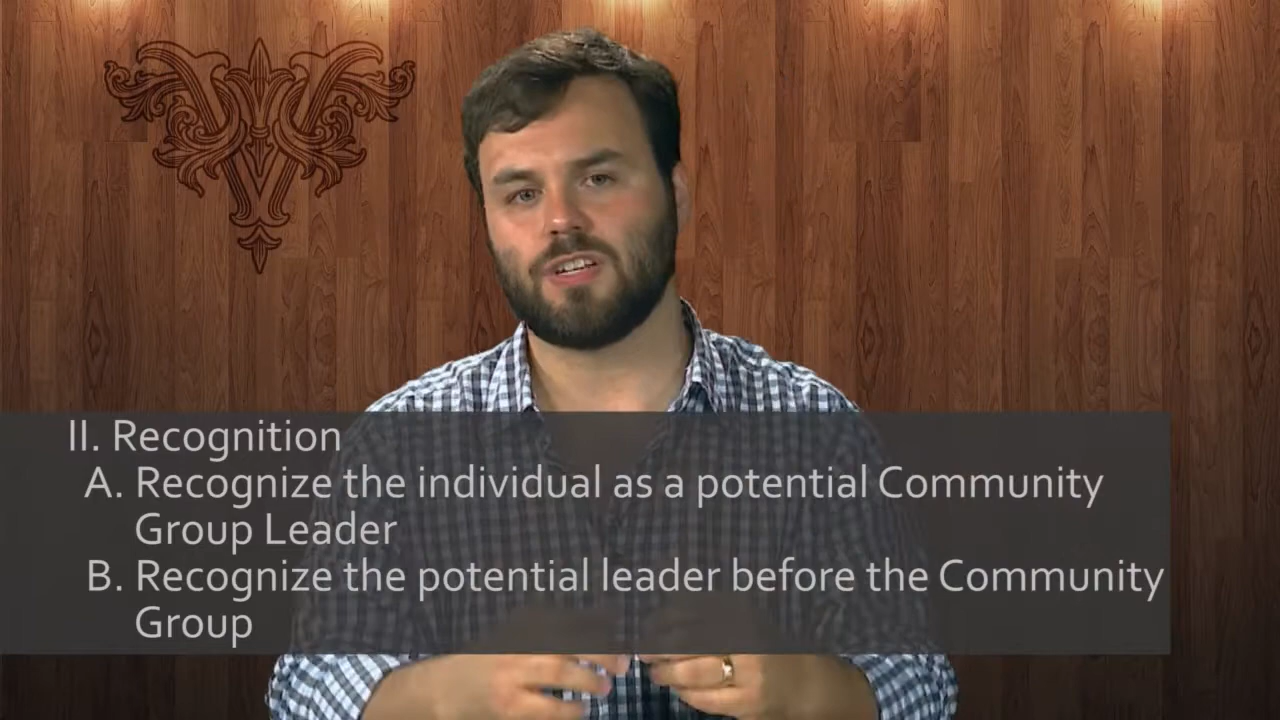 II. Recognition
A. Recognize the individual as a potential Community
Group Leader
B. Recognize the potential leader before the Community
Group